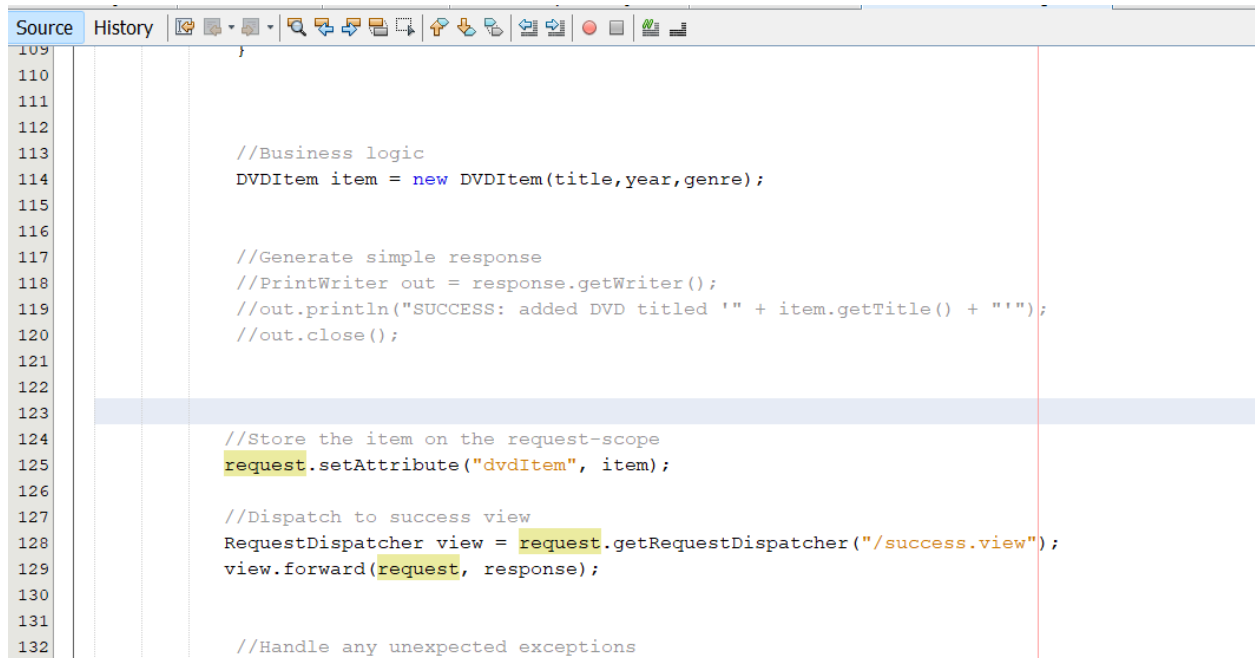 Source History
109 }
110
111
112
113 //Business logic
114 DVDItem item = new DVDItem(title,year,genre);
115
116
117 //Generate simple response
118 //PrintWriter out = response.getWriter();
119 //out.println("SUCCESS: added DVD titled '" + item.getTitle() + "'");
120 //out.close();
121
122
123
124 //Store the item on the request-scope
125 request.setAttribute("dvdItem", item);
126
127 //Dispatch to success view
128 RequestDispatcher view = request.getRequestDispatcher("/success.view");
129 view.forward(request, response);
130
131
132 //Handle any unexpected exceptions